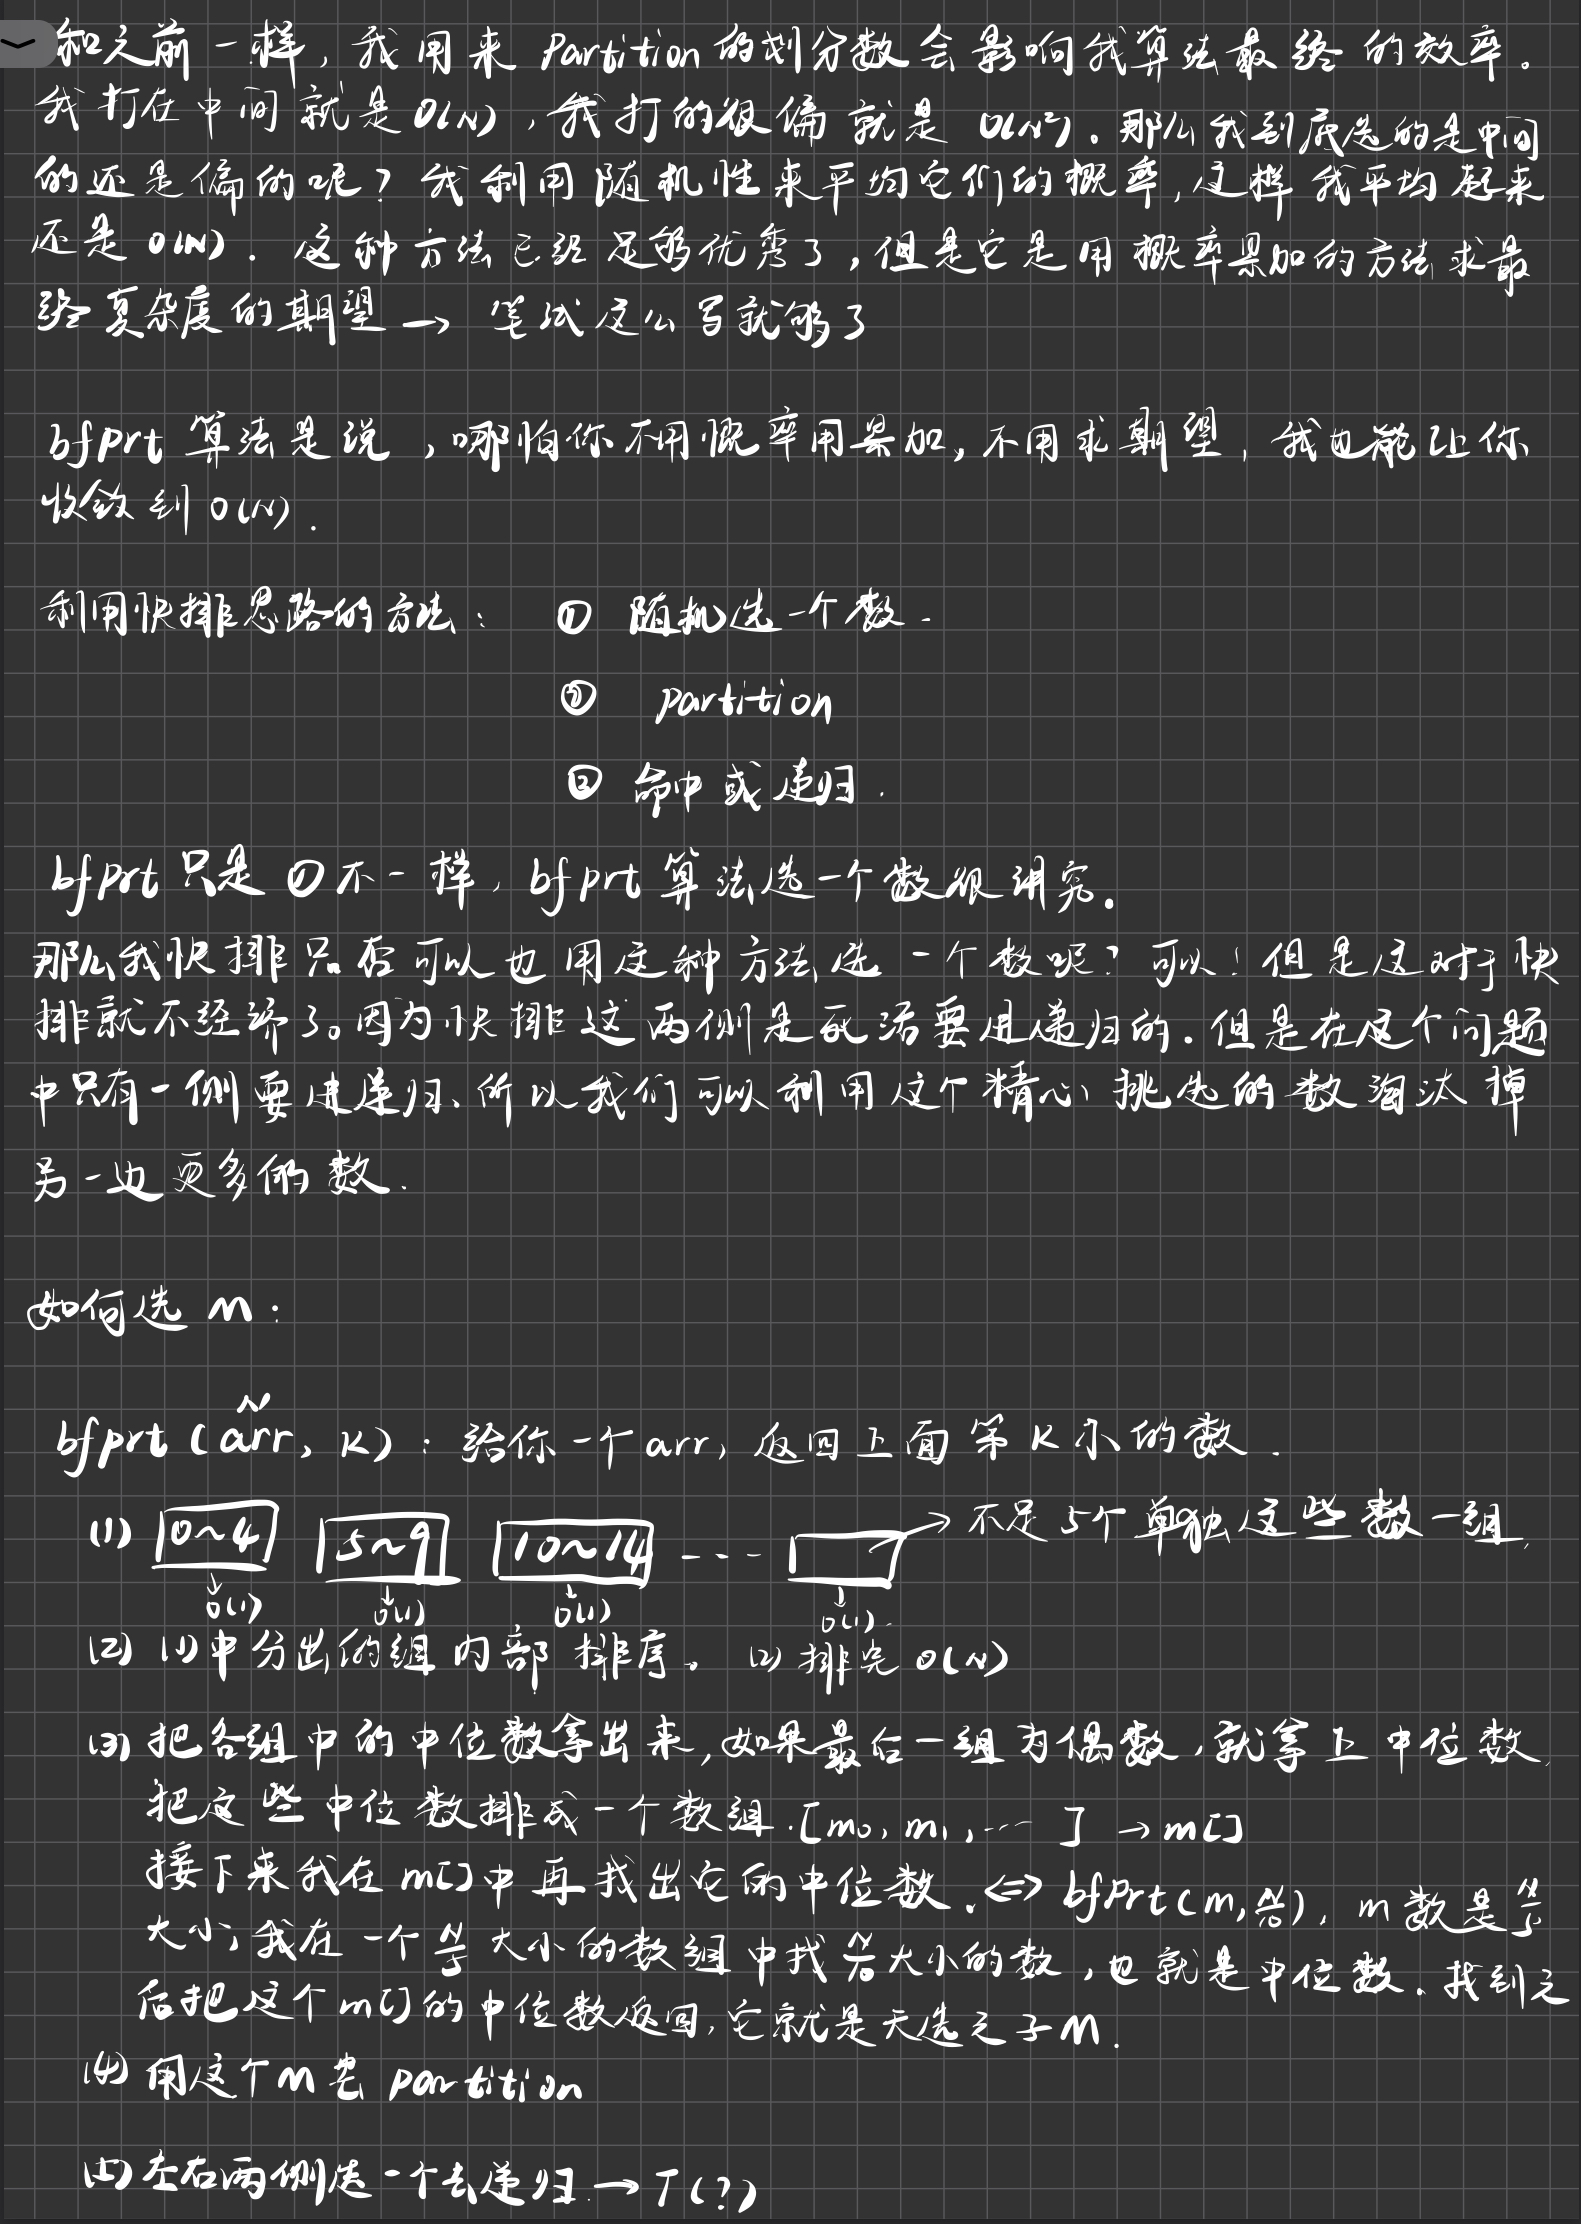 和之前一样，我用来 Partition 的划分数会影响我算法最终的效率。
我打在中间就是O(N)，我打的很偏就是 O(N²)。那么我到底选的是中间
的还是偏的呢？我利用随机性来平均它们的概率，这样我平均起来
还是 O(N)．这种方法已经足够优秀了，但是它是用概率累加的方法求最
终复杂度的期望 → 笔试这么写就够了
bfprt 算法是说，哪怕你不用概率用累加，不用求期望，我也能让你
收敛到 O(N)．
利用快排思路的方法： ① 随机选一个数．
② partition
③ 命中或递归．
bfprt 只是 ① 不一样，bfprt 算法选一个数很讲究．
那么我快排是否可以也用这种方法选一个数呢？可以！但是这对于快
排就不经济了。因为快排这两侧是死活要进递归的．但是在这个问题
中只有一侧要进递归、所以我们可以利用这个精心挑选的数淘汰掉
另一边更多的数．
如何选 m：
N
bfprt (arr, K)：给你一个arr，返回上面第K小的数．
(1) 0~4 5~9 10~14 --- → 不足5个单独这些数一组．
↓O(1) ↓O(1) ↓O(1) ↓O(1)．
(2) (1)中分出的组内部排序。 (2) 排完 O(N)
(3) 把各组中的中位数拿出来，如果最后一组为偶数，就拿上中位数．
把这些中位数排成一个数组．[m₀, m₁, --- ] → m[]
接下来我在 m[]中再找出它的中位数．<=> bfprt(m, N/10)，m数是N/5
大小，我在一个N/5大小的数组中找N/10大小的数，也就是中位数．找到之
后把这个m[]的中位数返回，它就是天选之子M．
(4) 用这个M去 partition
(5) 左右两侧选一个去递归 → T(?)